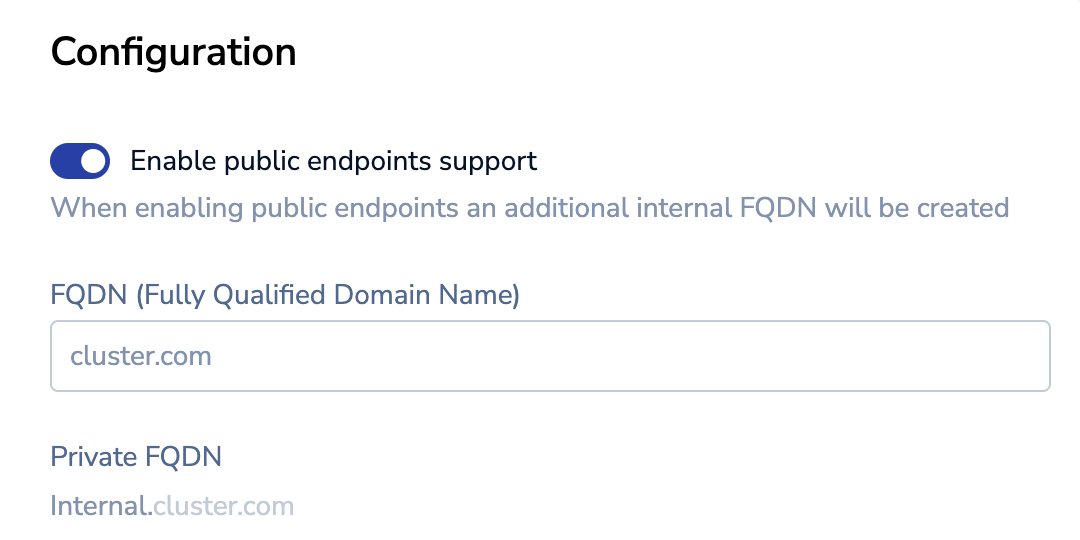 Configuration
Enable public endpoints support
When enabling public endpoints an additional internal FQDN will be created
FQDN (Fully Qualified Domain Name)
cluster.com
Private FQDN
Internal.cluster.com